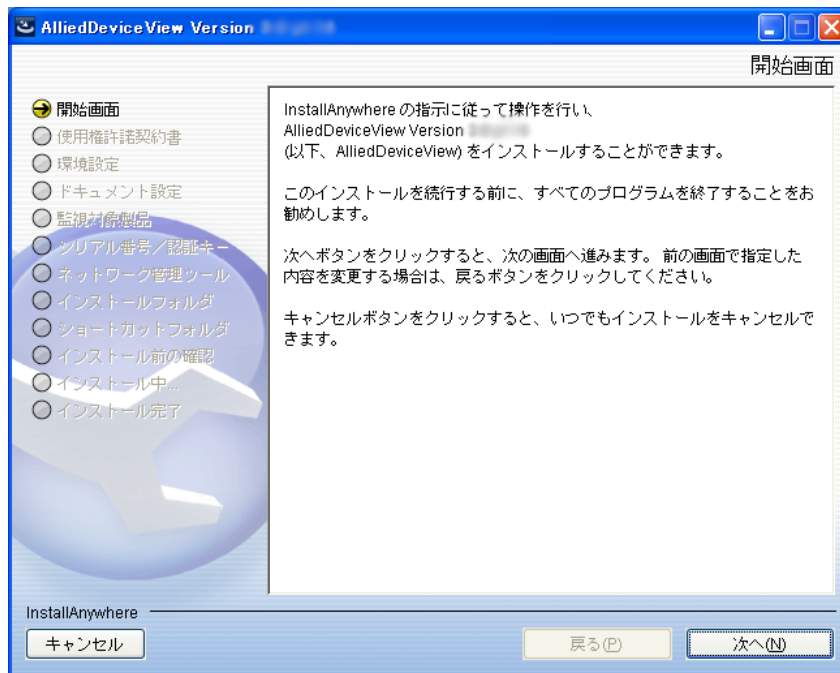 AlliedDeviceView Version
開始画面
開始画面
使用権許諾契約書
環境設定
ドキュメント設定
監視対象製品
シリアル番号／認証キー
ネットワーク管理ツール
インストールフォルダ
ショートカットフォルダ
インストール前の確認
インストール中...
インストール完了
InstallAnywhere の指示に従って操作を行い、
AlliedDeviceView Version
(以下、AlliedDeviceView) をインストールすることができます。
このインストールを続行する前に、すべてのプログラムを終了することをお
勧めします。
次へボタンをクリックすると、次の画面へ進みます。 前の画面で指定した
内容を変更する場合は、戻るボタンをクリックしてください。
キャンセルボタンをクリックすると、いつでもインストールをキャンセルで
きます。
InstallAnywhere
キャンセル
戻る(P)
次へ(N)